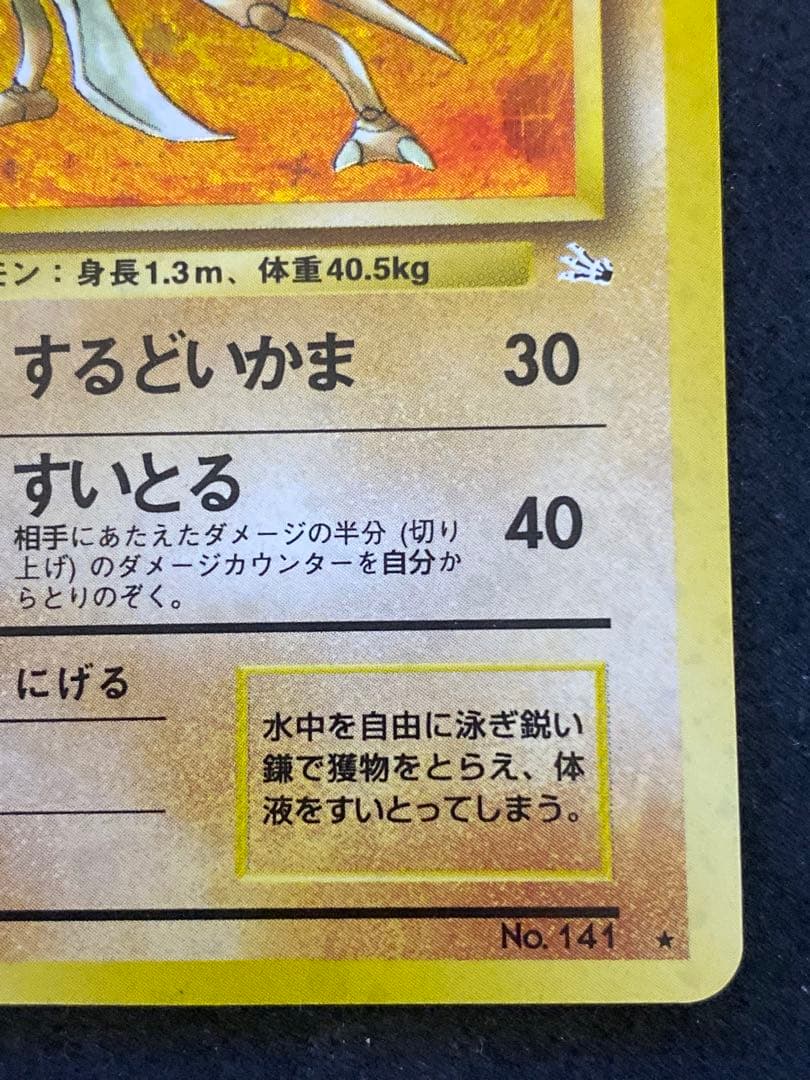 モン：身長1.3m、体重40.5kg
するどいかま 30
すいとる 40
相手にあたえたダメージの半分 (切り
上げ) のダメージカウンターを自分か
らとりのぞく。
にげる
水中を自由に泳ぎ鋭い
鎌で獲物をとらえ、体
液をすいとってしまう。
No. 141 ★